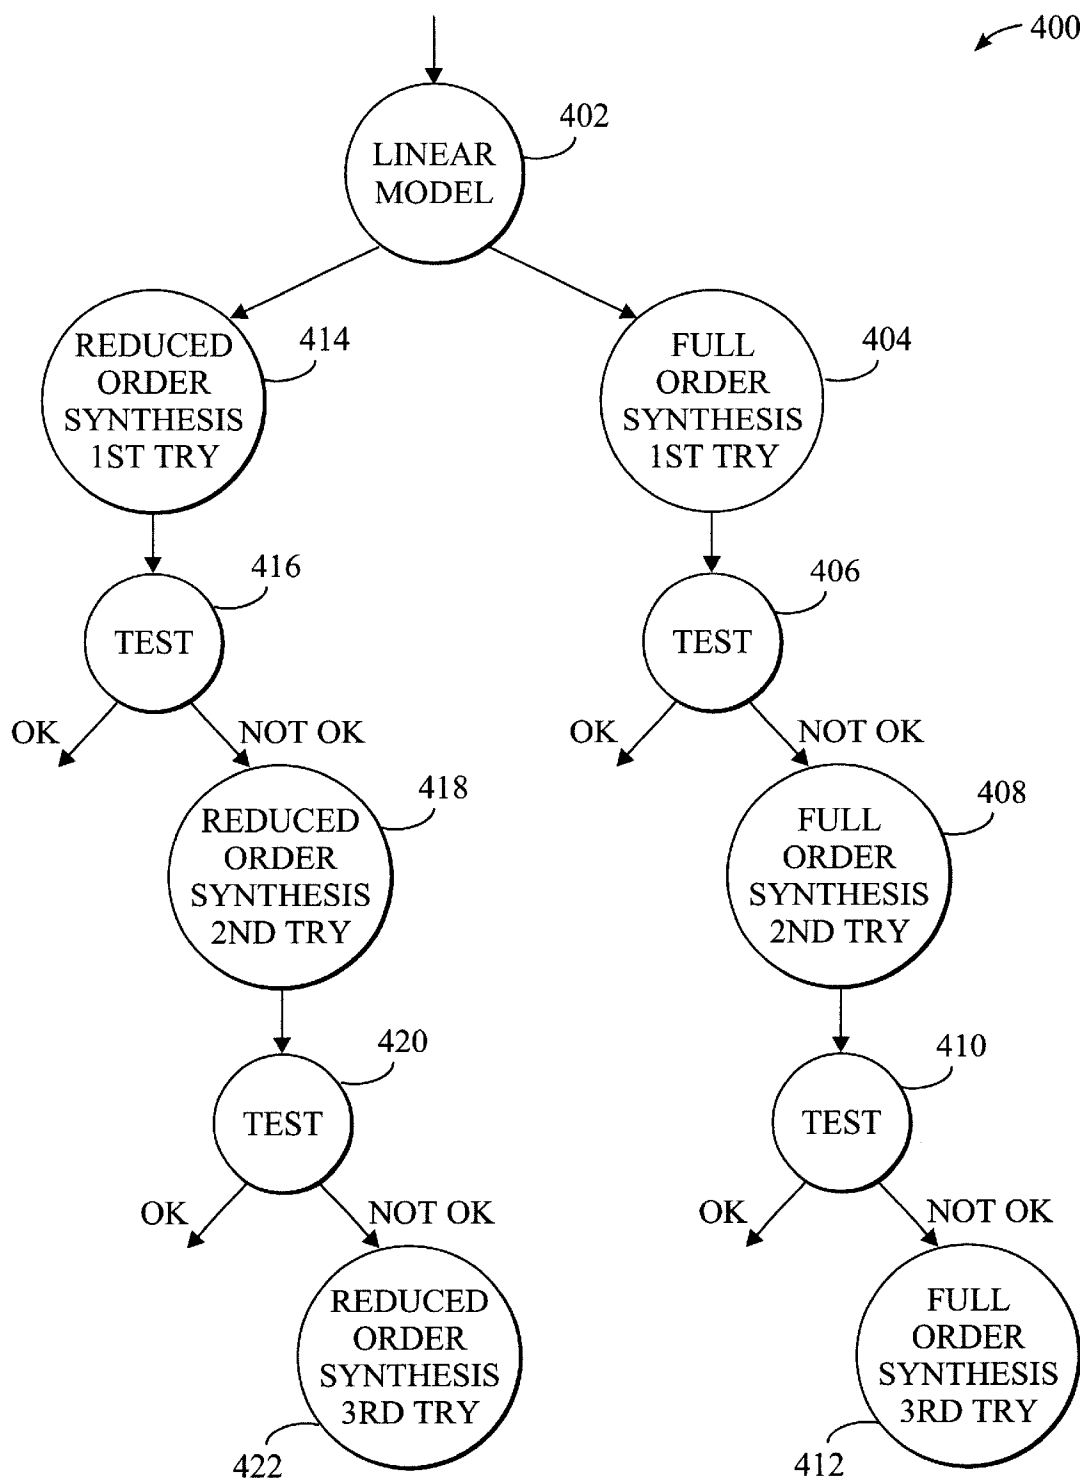 400
402
LINEAR
MODEL
414
REDUCED
ORDER
SYNTHESIS
1ST TRY
404
FULL
ORDER
SYNTHESIS
1ST TRY
416
TEST
406
TEST
OK
NOT OK
OK
NOT OK
418
REDUCED
ORDER
SYNTHESIS
2ND TRY
408
FULL
ORDER
SYNTHESIS
2ND TRY
420
TEST
410
TEST
OK
NOT OK
OK
NOT OK
REDUCED
ORDER
SYNTHESIS
3RD TRY
422
FULL
ORDER
SYNTHESIS
3RD TRY
412